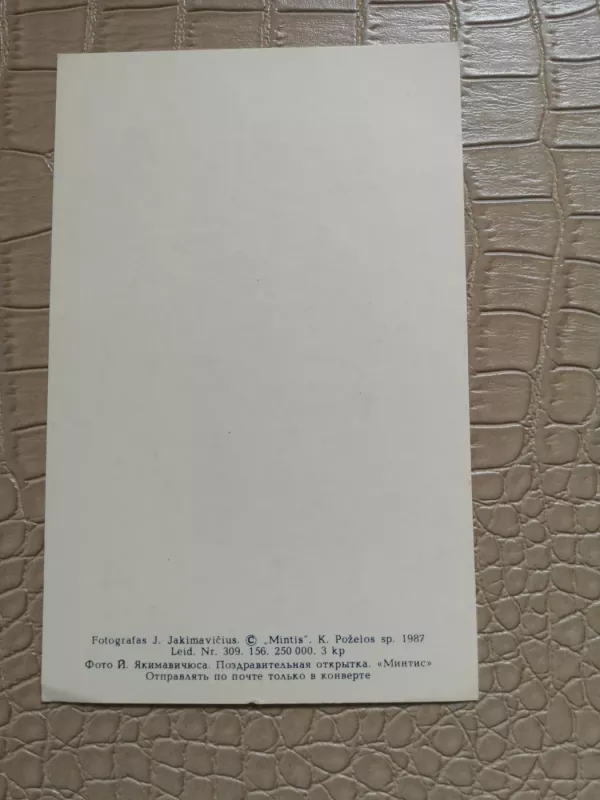 Fotografas J. Jakimavičius. © „Mintis". K. Poželos sp. 1987
Leid. Nr. 309. 156. 250 000. 3 kp
Фото Й. Якимавичюса. Поздравительная открытка. «Минтис»
Отправлять по почте только в конверте